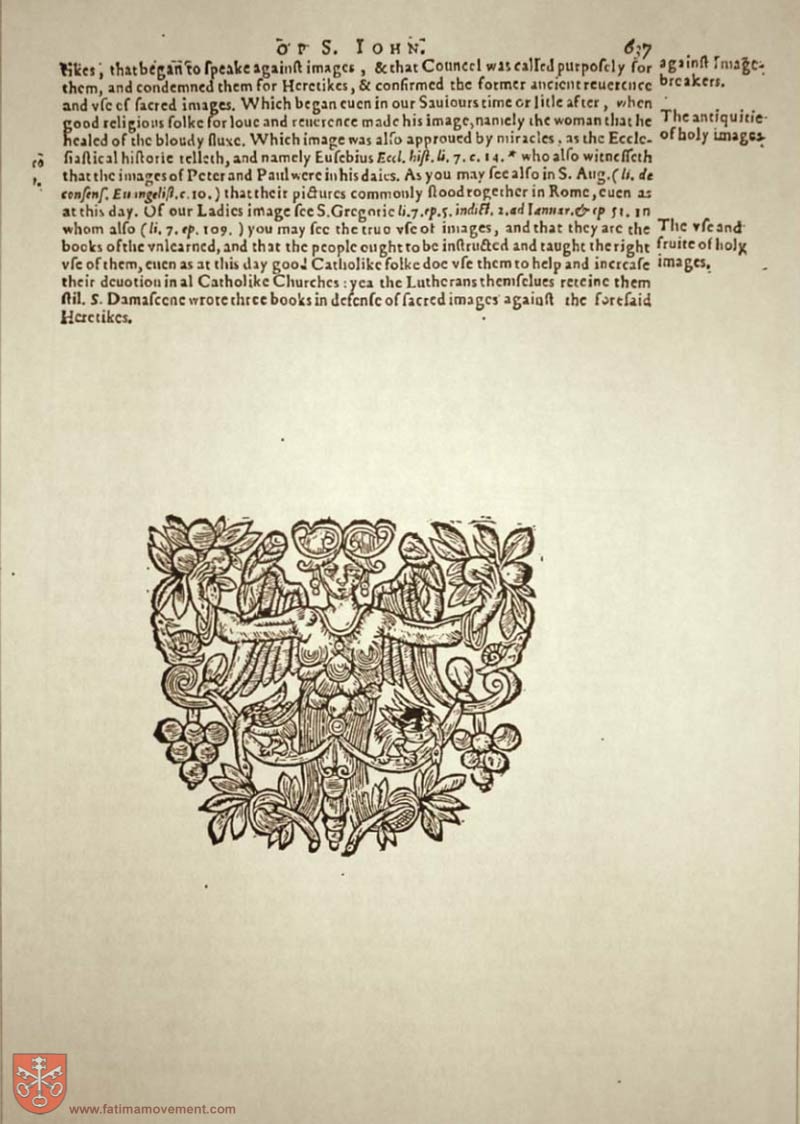 OF S. IOHN.
637
tikes, that began to speake againſt images, & that Councel was called purpoſely for
them, and condemned them for Heretikes, & confirmed the former ancient reuerence
and vſe of ſacred images. Which began euen in our Sauiours time or litle after, when
good religious folke for loue and reuerence made his image, namely the woman that he
healed of the bloudy fluxe. Which image was alſo approued by miracles, as the Eccle-
ſiaſtical hiſtorie telleth, and namely Euſebius Eccl. hiſt. li. 7. c. 14. * who alſo witneſſeth
that the images of Peter and Paul were in his daies. As you may ſee alſo in S. Aug. (li. de
conſenſ. Euangeliſt. c. 10.) that their pictures commonly ſtood together in Rome, euen as
at this day. Of our Ladies image ſee S. Gregorie li. 7. ep. 5. indict. 2. ad Ianuar. & ep 51. In
whom alſo (li. 7. ep. 109.) you may ſee the true vſe of images, and that they are the
books of the vnlearned, and that the people ought to be inſtructed and taught the right
vſe of them, euen as at this day good Catholike folke doe vſe them to help and increaſe
their deuotion in al Catholike Churches: yea the Lutherans themſelues reteine them
ſtil. S. Damaſcene wrote three books in defenſe of ſacred images againſt the foreſaid
Heretikes.
againſt Image-
breakers.
The antiquitie
of holy images.
The vſe and
fruite of holy
images.
www.fatimamovement.com